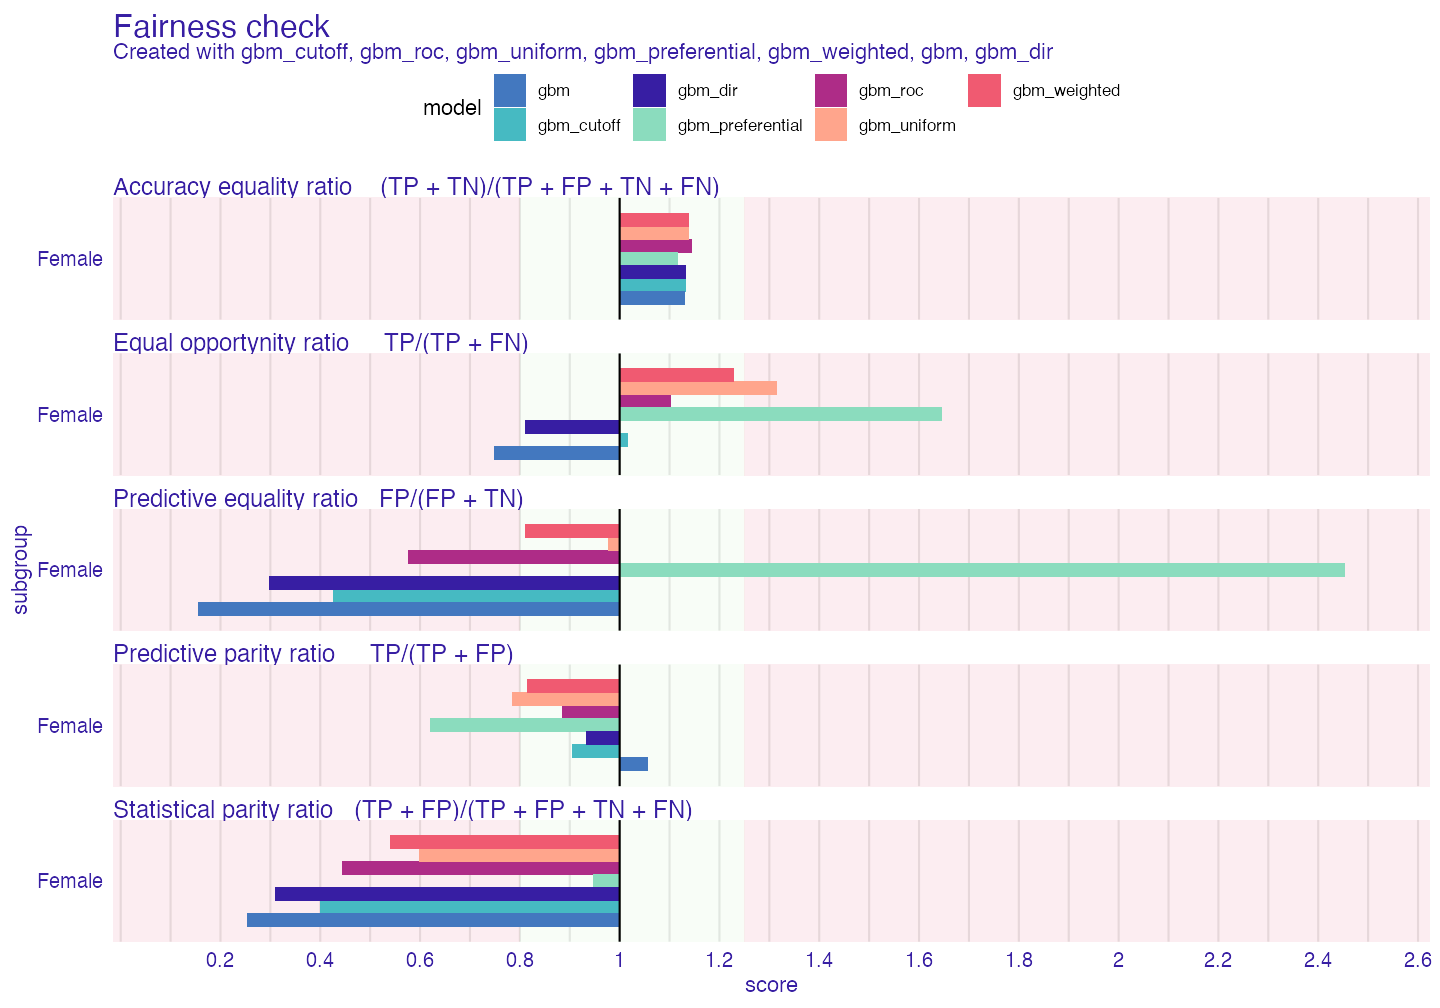 Fairness check
Created with gbm_cutoff, gbm_roc, gbm_uniform, gbm_preferential, gbm_weighted, gbm, gbm_dir
model
gbm gbm_dir gbm_roc gbm_weighted
gbm_cutoff gbm_preferential gbm_uniform
Accuracy equality ratio (TP + TN)/(TP + FP + TN + FN)
Female
Equal opportynity ratio TP/(TP + FN)
Female
Predictive equality ratio FP/(FP + TN)
Female
Predictive parity ratio TP/(TP + FP)
Female
Statistical parity ratio (TP + FP)/(TP + FP + TN + FN)
Female
subgroup
0.2 0.4 0.6 0.8 1 1.2 1.4 1.6 1.8 2 2.2 2.4 2.6
score